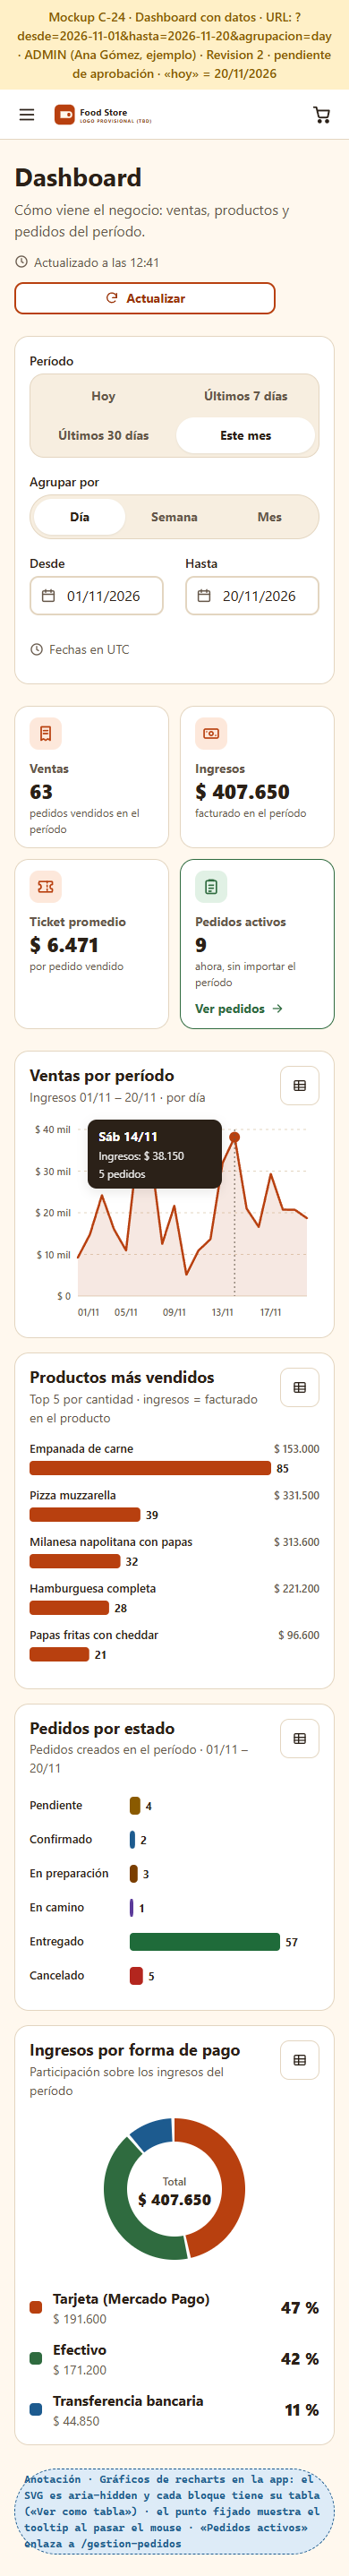 Mockup C-24 · Dashboard con datos · URL: ?
desde=2026-11-01&hasta=2026-11-20&agrupacion=day
· ADMIN (Ana Gómez, ejemplo) · Revision 2 · pendiente
de aprobación · «hoy» = 20/11/2026
Food Store
LOGO PROVISIONAL (TBD)
Dashboard
Cómo viene el negocio: ventas, productos y
pedidos del período.
Actualizado a las 12:41
Actualizar
Período
Hoy
Últimos 7 días
Últimos 30 días
Este mes
Agrupar por
Día
Semana
Mes
Desde
Hasta
01/11/2026
20/11/2026
Fechas en UTC
Ventas
63
pedidos vendidos en el
período
Ingresos
$ 407.650
facturado en el período
Ticket promedio
$ 6.471
por pedido vendido
Pedidos activos
9
ahora, sin importar el
período
Ver pedidos →
Ventas por período
Ingresos 01/11 – 20/11 · por día
$ 40 mil
$ 30 mil
$ 20 mil
$ 10 mil
$ 0
Sáb 14/11
Ingresos: $ 38.150
5 pedidos
01/11
05/11
09/11
13/11
17/11
Productos más vendidos
Top 5 por cantidad · ingresos = facturado
en el producto
Empanada de carne
$ 153.000
85
Pizza muzzarella
$ 331.500
39
Milanesa napolitana con papas
$ 313.600
32
Hamburguesa completa
$ 221.200
28
Papas fritas con cheddar
$ 96.600
21
Pedidos por estado
Pedidos creados en el período · 01/11 –
20/11
Pendiente
4
Confirmado
2
En preparación
3
En camino
1
Entregado
57
Cancelado
5
Ingresos por forma de pago
Participación sobre los ingresos del
período
Total
$ 407.650
Tarjeta (Mercado Pago)
$ 191.600
47 %
Efectivo
$ 171.200
42 %
Transferencia bancaria
$ 44.850
11 %
Anotación · Gráficos de recharts en la app: el
SVG es aria-hidden y cada bloque tiene su tabla
(«Ver como tabla») · el punto fijado muestra el
tooltip al pasar el mouse · «Pedidos activos»
enlaza a /gestion-pedidos